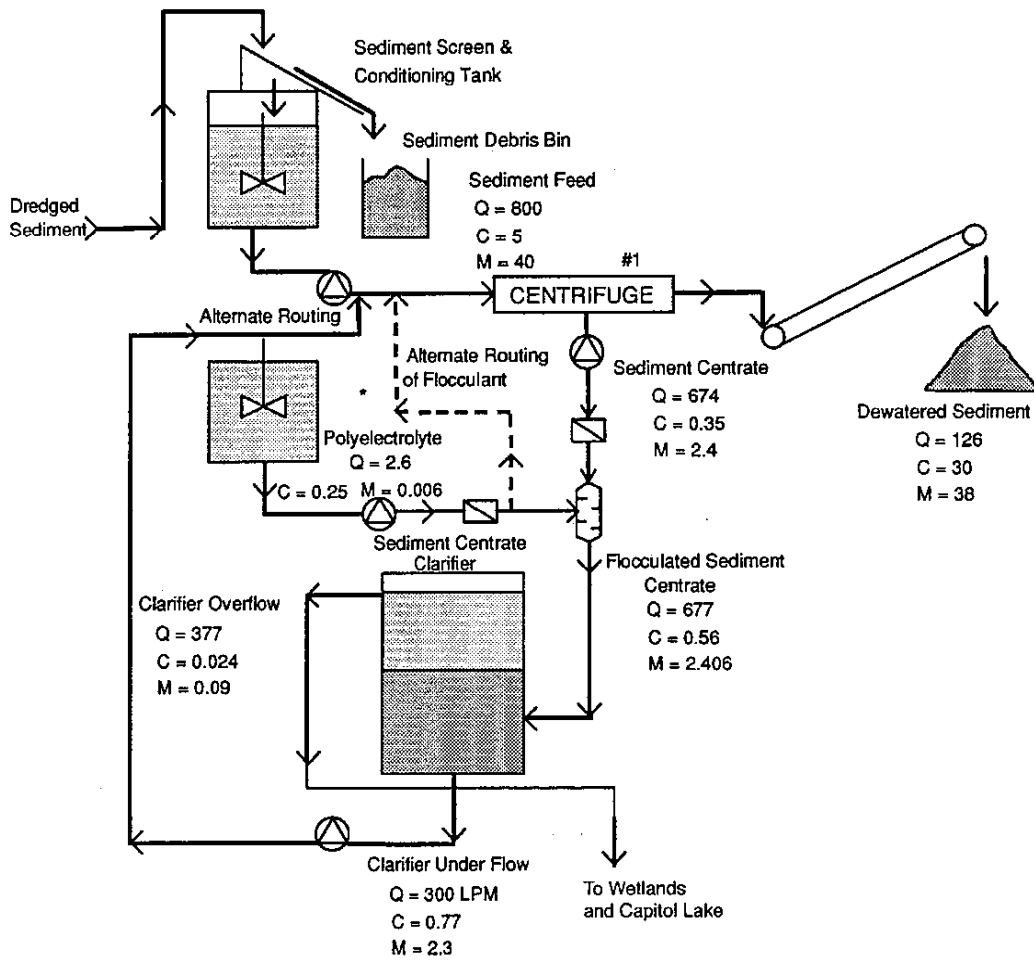 Sediment Screen &
Conditioning Tank
Sediment Debris Bin
Dredged
Sediment
Sediment Feed
Q = 800
C = 5
M = 40
#1
CENTRIFUGE
Alternate Routing
Alternate Routing
of Flocculant
*
Sediment Centrate
Q = 674
C = 0.35
M = 2.4
Dewatered Sediment
Q = 126
C = 30
M = 38
Polyelectrolyte
Q = 2.6
C = 0.25 M = 0.006
Sediment Centrate
Clarifier
Flocculated Sediment
Centrate
Q = 677
C = 0.56
M = 2.406
Clarifier Overflow
Q = 377
C = 0.024
M = 0.09
Clarifier Under Flow
Q = 300 LPM
C = 0.77
M = 2.3
To Wetlands
and Capitol Lake